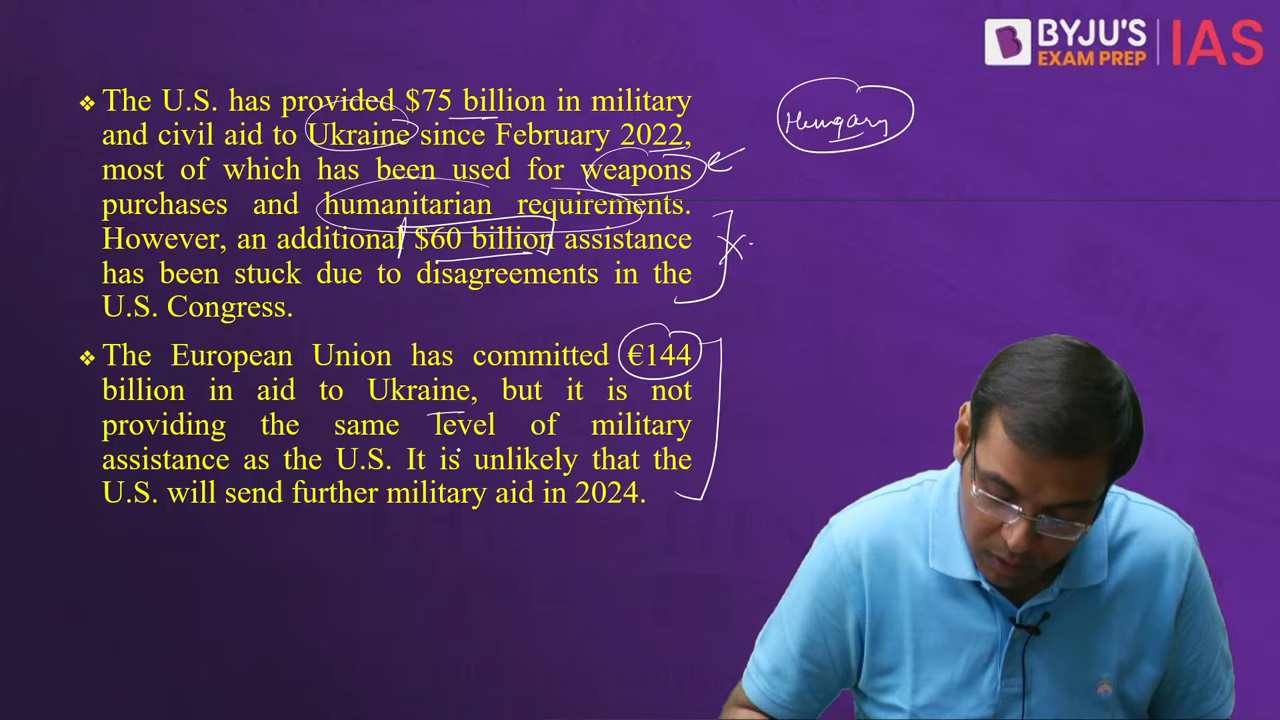 BYJU'S
EXAM PREP
IAS
❖ The U.S. has provided $75 billion in military
and civil aid to Ukraine since February 2022,
most of which has been used for weapons
purchases and humanitarian requirements.
However, an additional $60 billion assistance
has been stuck due to disagreements in the
U.S. Congress.
Hungary
❖ The European Union has committed €144
billion in aid to Ukraine, but it is not
providing the same level of military
assistance as the U.S. It is unlikely that the
U.S. will send further military aid in 2024.